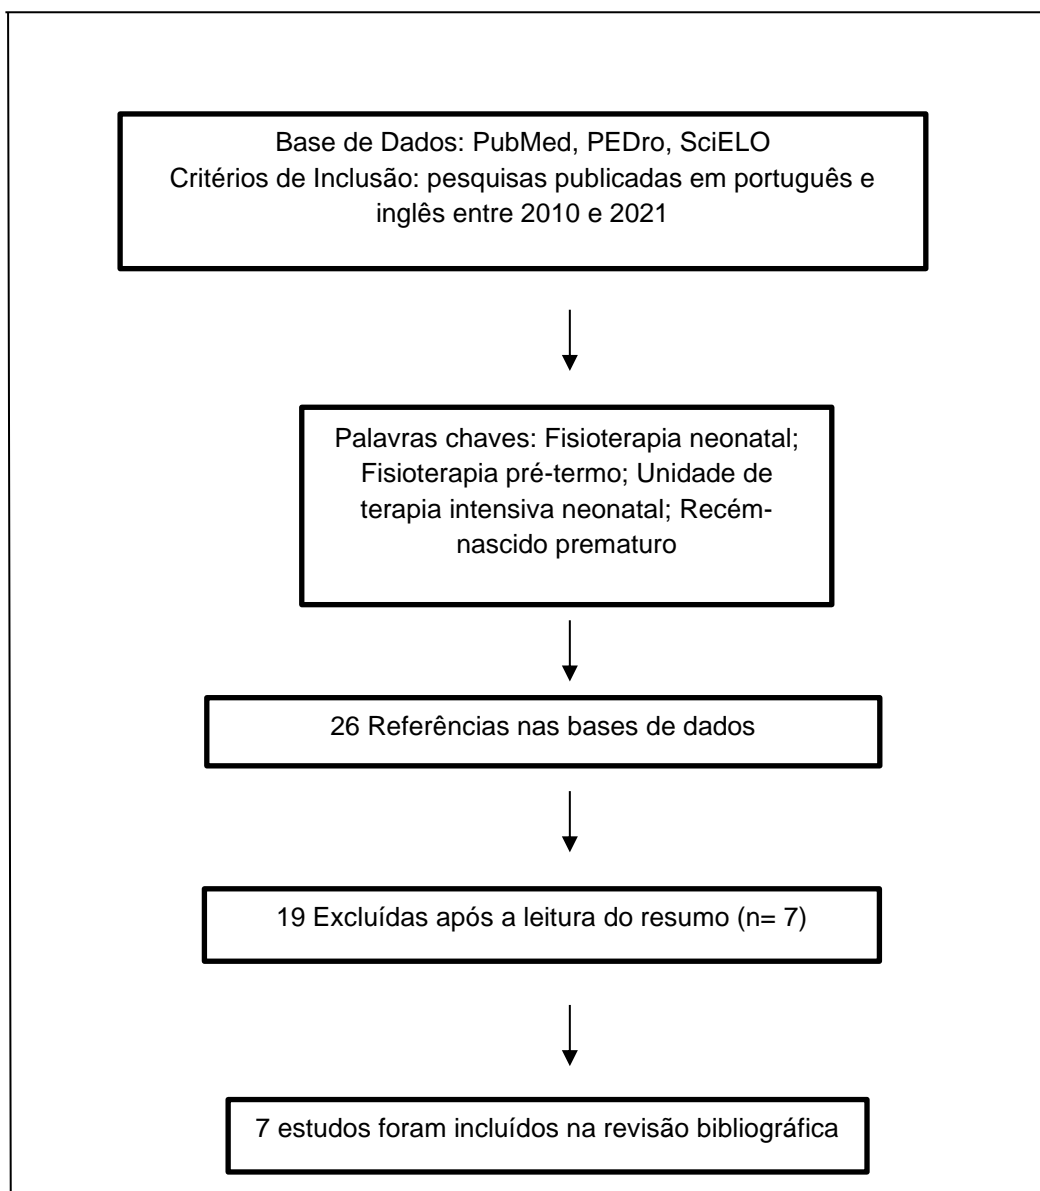 Base de Dados: PubMed, PEDro, SciELO
Critérios de Inclusão: pesquisas publicadas em português e
inglês entre 2010 e 2021
Palavras chaves: Fisioterapia neonatal;
Fisioterapia pré-termo; Unidade de
terapia intensiva neonatal; Recém-
nascido prematuro
26 Referências nas bases de dados
19 Excluídas após a leitura do resumo (n= 7)
7 estudos foram incluídos na revisão bibliográfica